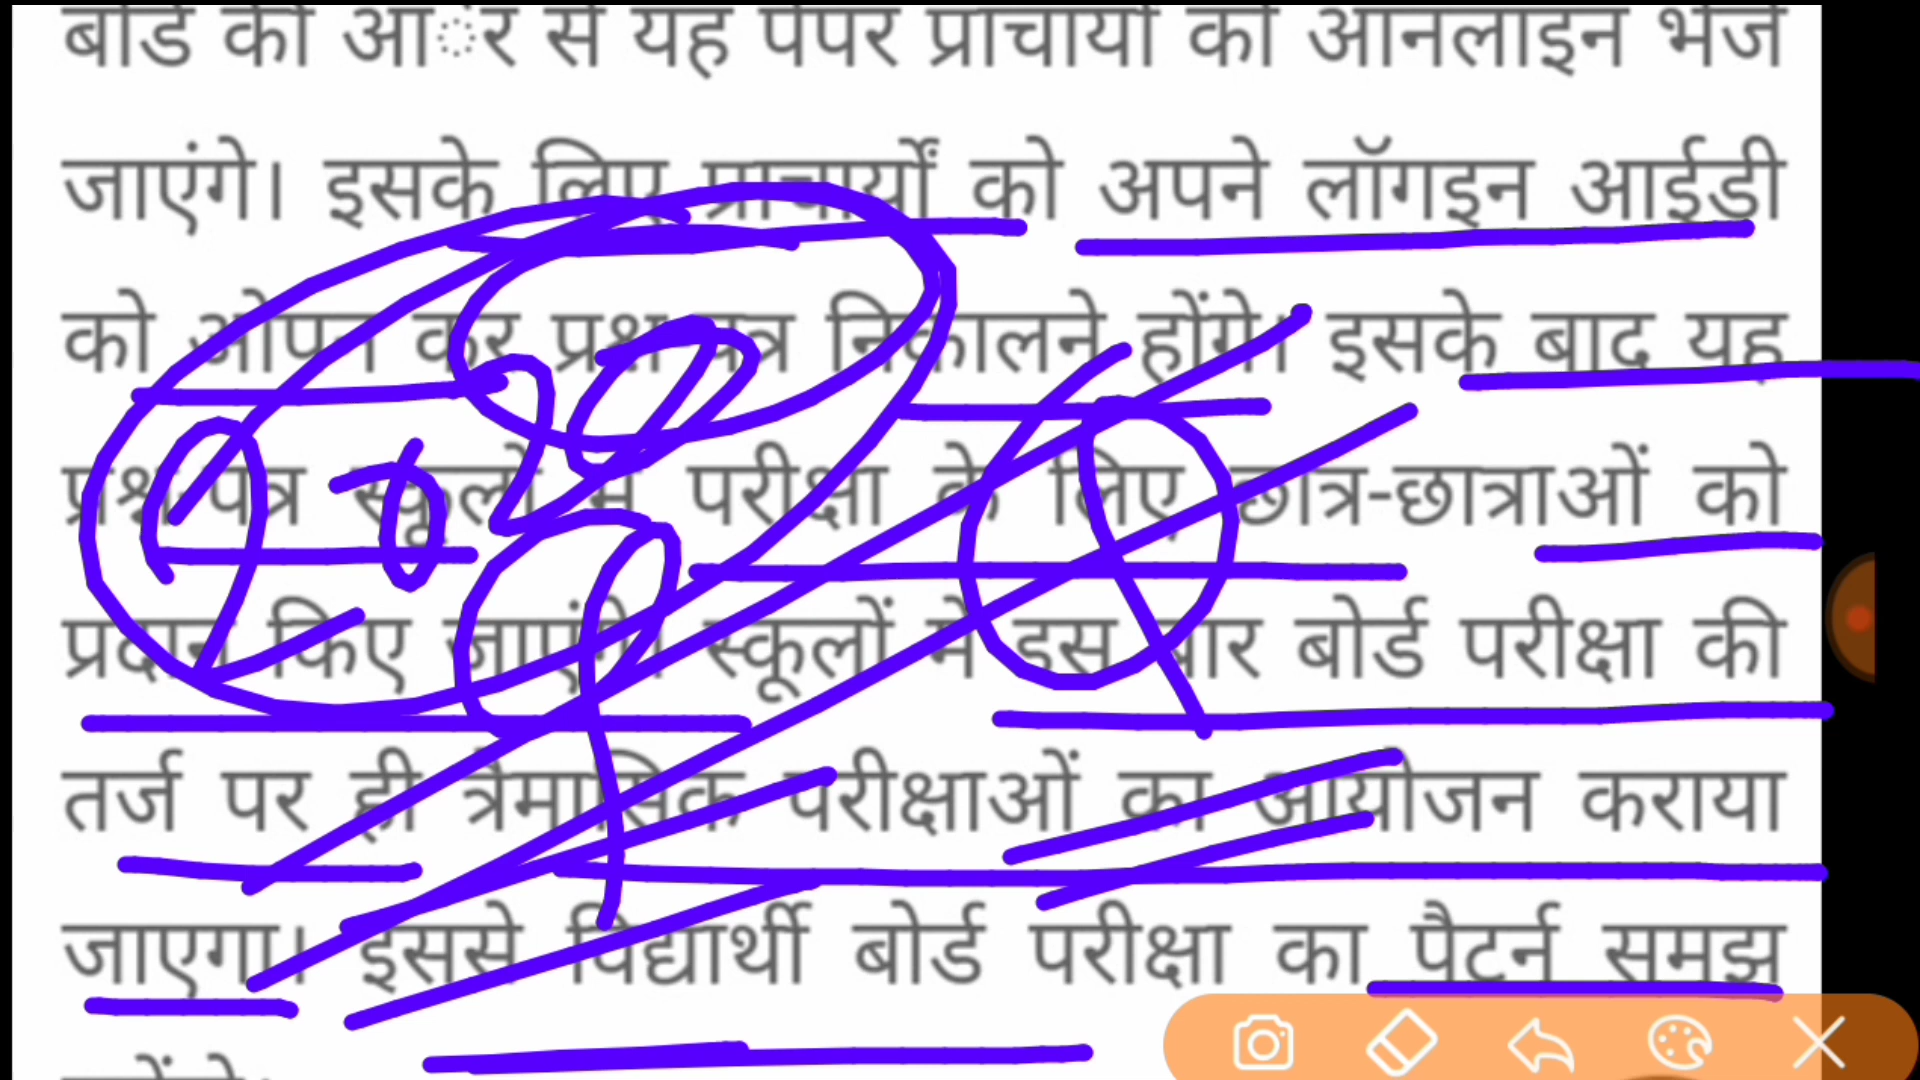 बोर्ड की आ◌ेर से यह पेपर प्राचार्यों को ऑनलाइन भेजे
जाएंगे। इसके लिए प्राचार्यों को अपने लॉगइन आईडी
को ओपन कर प्रश्न पत्र निकालने होंगे। इसके बाद यह
प्रश्न-पत्र स्कूलों में परीक्षा के लिए छात्र-छात्राओं को
प्रदान किए जाएंगे। स्कूलों में इस बार बोर्ड परीक्षा की
तर्ज पर ही त्रैमासिक परीक्षाओं का आयोजन कराया
जाएगा। इससे विद्यार्थी बोर्ड परीक्षा का पैटर्न समझ